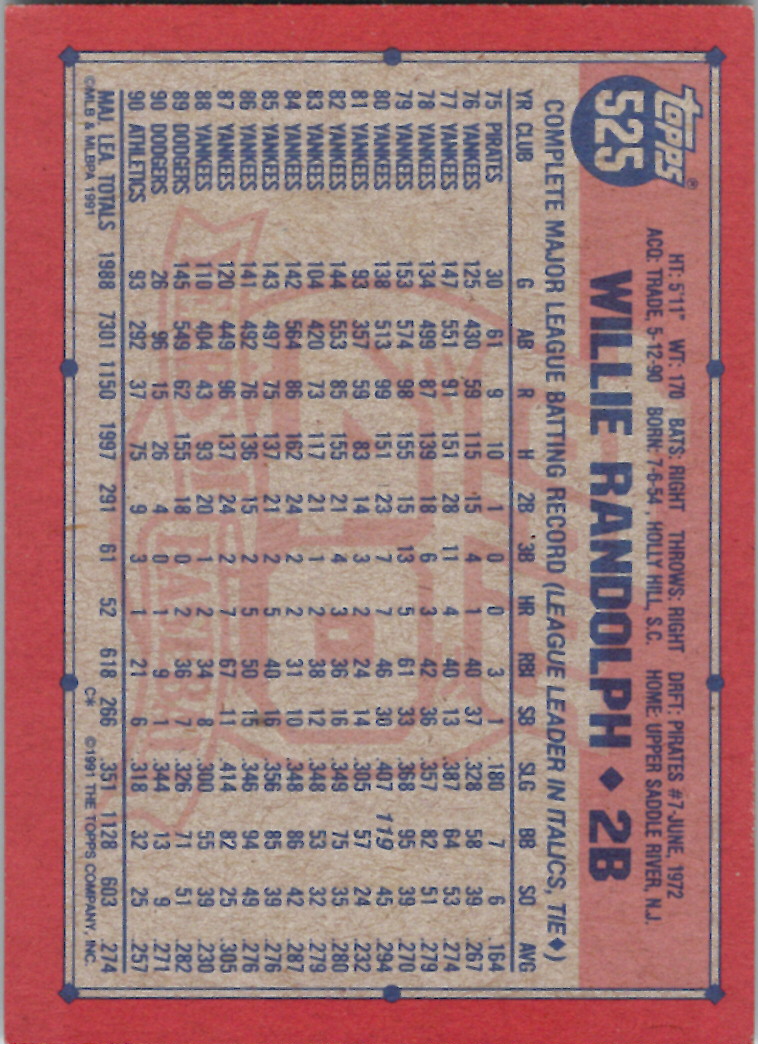 topps®
525
HT: 5'11" WT: 170 BATS: RIGHT THROWS: RIGHT DRFT: PIRATES #7-JUNE, 1972
ACQ: TRADE, 5-12-90 BORN: 7-6-54, HOLLY HILL, S.C. HOME: UPPER SADDLE RIVER, N.J.
WILLIE RANDOLPH ♦ 2B
COMPLETE MAJOR LEAGUE BATTING RECORD (LEAGUE LEADER IN ITALICS, TIE♦)
YR CLUB G AB R H 2B 3B HR RBI SB SLG BB SO AVG
75 PIRATES 30 61 9 10 1 0 0 3 1 .180 7 6 .164
76 YANKEES 125 430 59 115 15 4 1 40 37 .328 58 39 .267
77 YANKEES 147 551 91 151 28 11 4 40 13 .387 64 53 .274
78 YANKEES 134 499 87 139 18 6 3 42 36 .357 82 51 .279
79 YANKEES 153 574 98 155 15 13 5 61 33 .368 95 39 .270
80 YANKEES 138 513 99 151 23 7 7 46 30 .407 119 45 .294
81 YANKEES 93 357 59 83 14 3 2 24 14 .305 57 24 .232
82 YANKEES 144 553 85 155 21 4 3 36 16 .349 75 35 .280
83 YANKEES 104 420 73 117 21 1 2 38 12 .348 53 32 .279
84 YANKEES 142 564 86 162 24 2 2 31 10 .348 86 42 .287
85 YANKEES 143 497 75 137 21 2 5 40 16 .356 85 39 .276
86 YANKEES 141 492 76 136 15 2 5 50 15 .346 94 49 .276
87 YANKEES 120 449 96 137 24 2 7 67 11 .414 82 25 .305
88 YANKEES 110 404 43 93 20 1 2 34 8 .300 55 39 .230
89 DODGERS 145 549 62 155 18 0 2 36 7 .326 71 51 .282
90 DODGERS 26 96 15 26 4 0 1 9 1 .344 13 9 .271
90 ATHLETICS 93 292 37 75 9 3 1 21 6 .318 32 25 .257
MAJ. LEA. TOTALS 1988 7301 1150 1997 291 61 52 618 266 .351 1128 603 .274
©MLB & MLBPA 1991 C* ©1991 THE TOPPS COMPANY, INC.